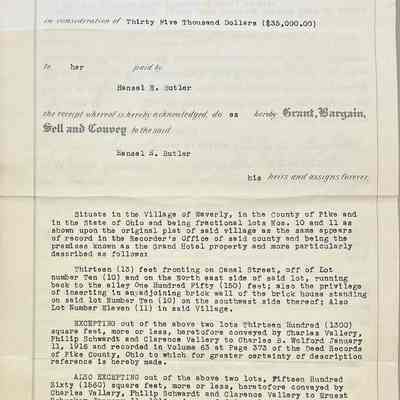 in consideration of Thirty Five Thousand Dollars ($35,000.00)
to her paid by
Hansel E. Butler
the receipt whereof is hereby acknowledged, do es hereby Grant, Bargain,
Sell and Convey to the said
Hansel E. Butler
his heirs and assigns forever,
Situate in the Village of Waverly, in the County of Pike and
in the State of Ohio and being fractional lots Nos. 10 and 11 as
shown upon the original plat of said village as the same appears
of record in the Recorder's Office of said county and being the
premises known as the Grand Hotel property and more particularly
described as follows:
Thirteen (13) feet fronting on Canal Street, off of Lot
number Ten (10) and on the North east side of said lot, running
back to the alley One Hundred Fifty (150) feet; also the privilege
of inserting in adjoining brick wall of the brick house standing
on said lot Number Ten (10) on the southwest side thereof; Also
Lot Number Eleven (11) in said Village.
EXCEPTING out of the above two lots Thirteen Hundred (1300)
square feet, more or less, heretofore conveyed by Charles Vallery,
Philip Schwardt and Clarence Vallery to Charles S. Wolford January
11, 1916 and recorded in Volume 63 at Page 373 of the Deed Records
of Pike County, Ohio to which for greater certainty of description
reference is hereby made.
ALSO EXCEPTING out of the above two lots, Fifteen Hundred
Sixty (1560) square feet, more or less, heretofore conveyed by
Charles Vallery, Philip Schwardt and Clarence Vallery to Ernest